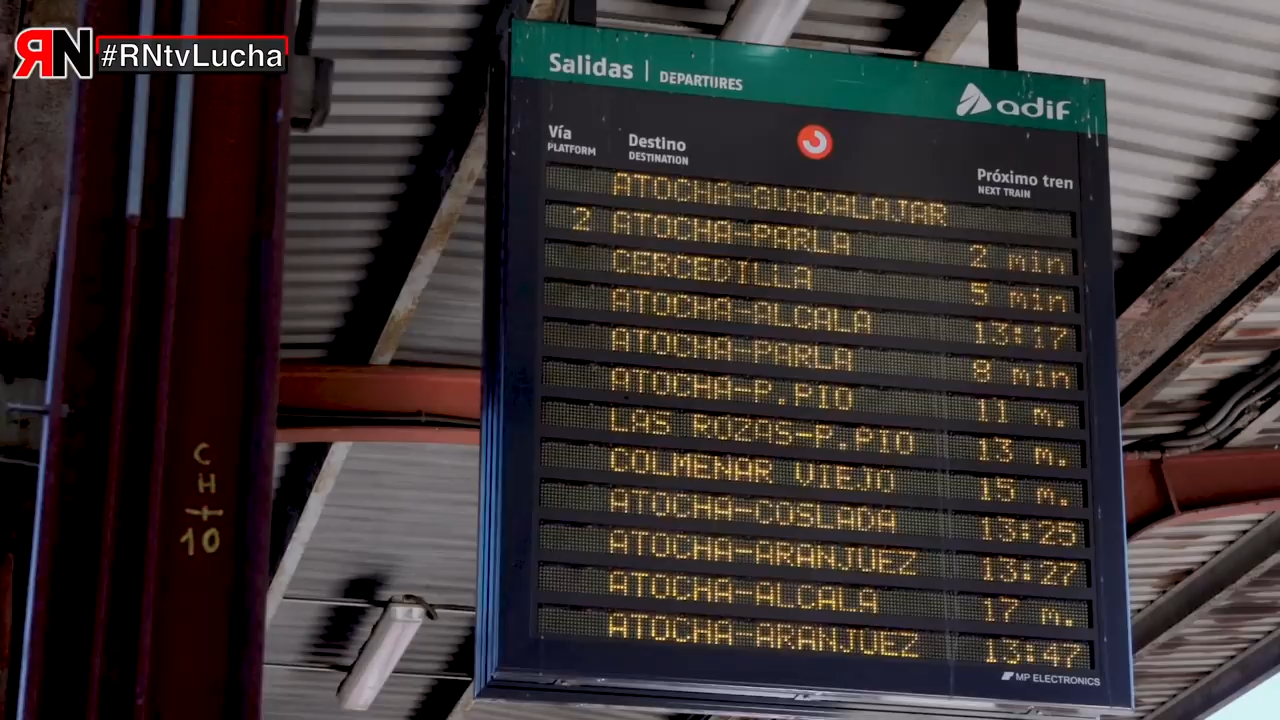 RN #RNtvLucha
Salidas | DEPARTURES
adif
Vía
PLATFORM
Destino
DESTINATION
Próximo tren
NEXT TRAIN
ATOCHA-GUADALAJAR
2 ATOCHA-PARLA 2 min
CERCEDILLA 5 min
ATOCHA-ALCALA 13:17
ATOCHA-PARLA 8 min
ATOCHA-P.PIO 11 m.
LAS ROZAS-P.PIO 13 m.
COLMENAR VIEJO 15 m.
ATOCHA-COSLADA 13:25
ATOCHA-ARANJUEZ 13:27
ATOCHA-ALCALA 17 m.
ATOCHA-ARANJUEZ 13:47
MP ELECTRONICS
C
H
+
10